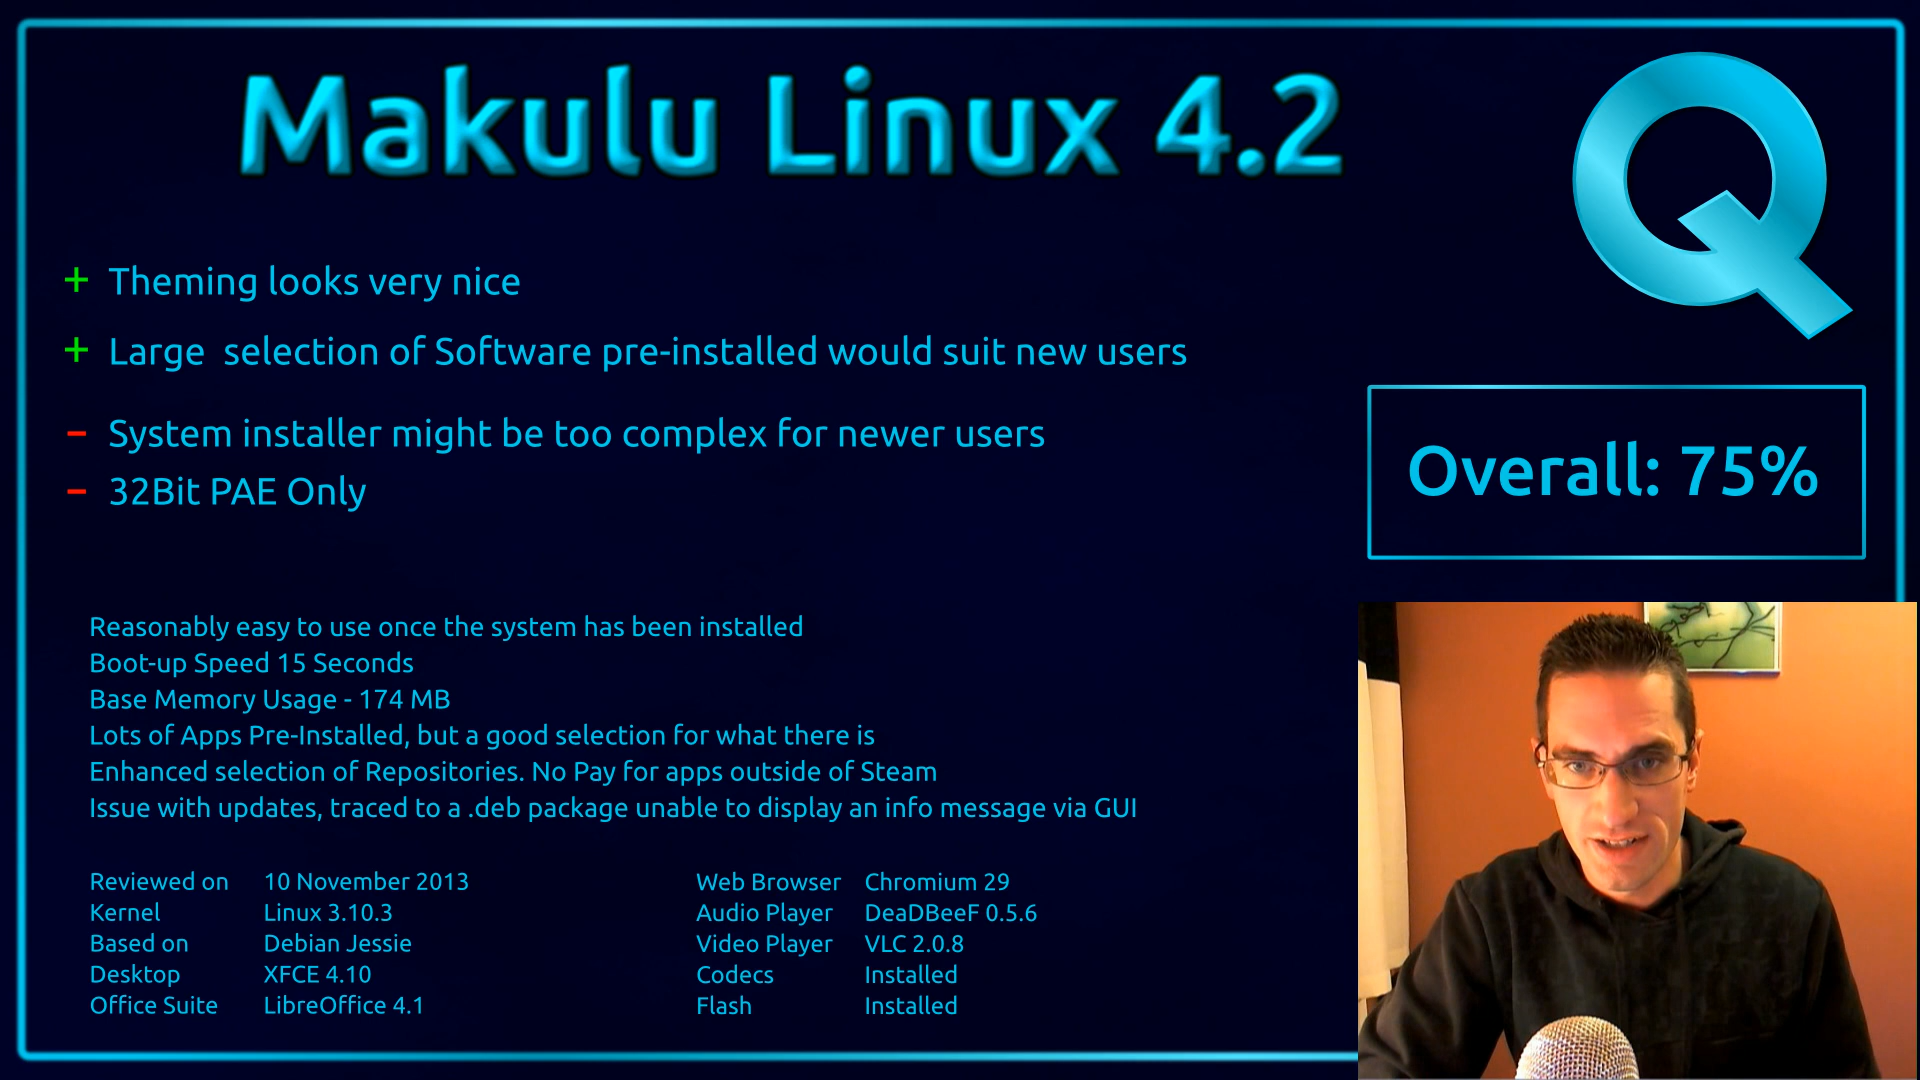 Makulu Linux 4.2
Q
+ Theming looks very nice
+ Large  selection of Software pre-installed would suit new users
- System installer might be too complex for newer users
- 32Bit PAE Only
Overall: 75%
Reasonably easy to use once the system has been installed
Boot-up Speed 15 Seconds
Base Memory Usage - 174 MB
Lots of Apps Pre-Installed, but a good selection for what there is
Enhanced selection of Repositories. No Pay for apps outside of Steam
Issue with updates, traced to a .deb package unable to display an info message via GUI
Reviewed on 10 November 2013
Kernel Linux 3.10.3
Based on Debian Jessie
Desktop XFCE 4.10
Office Suite LibreOffice 4.1
Web Browser Chromium 29
Audio Player DeaDBeeF 0.5.6
Video Player VLC 2.0.8
Codecs Installed
Flash Installed